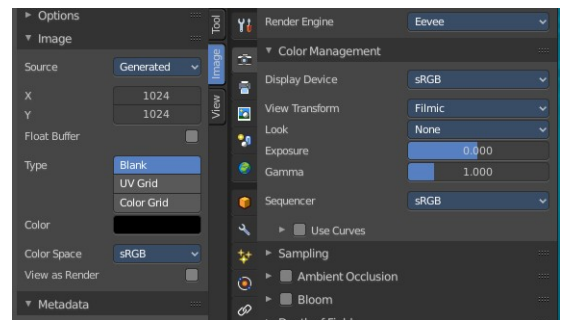 Options
Image
Source
Generated
X
1024
Y
1024
Float Buffer
Type
Blank
UV Grid
Color Grid
Color
Color Space
sRGB
View as Render
Metadata
Tool
Image
View
Render Engine
Eevee
Color Management
Display Device
sRGB
View Transform
Filmic
Look
None
Exposure
0.000
Gamma
1.000
Sequencer
sRGB
Use Curves
Sampling
Ambient Occlusion
Bloom